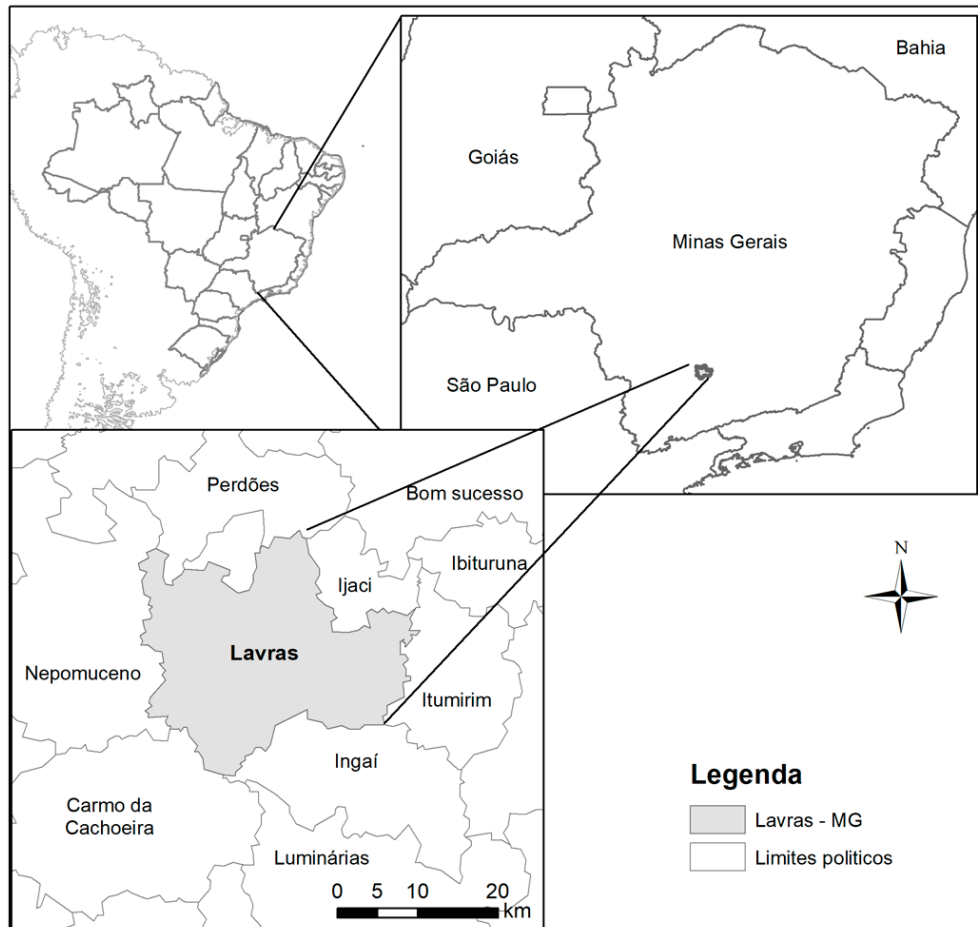 Bahia
Goiás
Minas Gerais
São Paulo
Perdões
Bom sucesso
Ibituruna
Ijaci
Lavras
Nepomuceno
Itumirim
Ingaí
Carmo da
Cachoeira
Luminárias
0 5 10 20
km
N
Legenda
Lavras - MG
Limites politicos